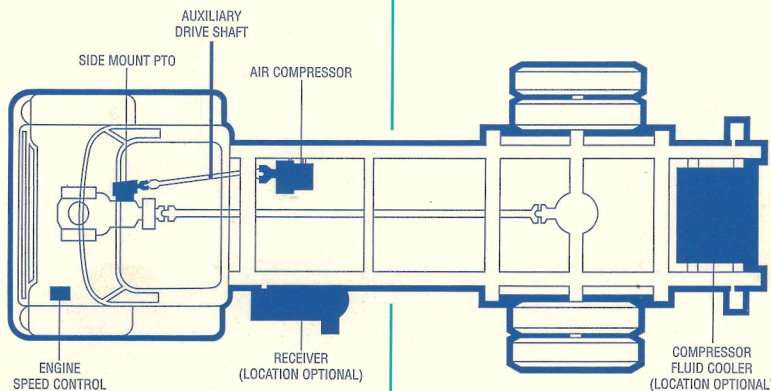 AUXILIARY
DRIVE SHAFT
SIDE MOUNT PTO
AIR COMPRESSOR
ENGINE
SPEED CONTROL
RECEIVER
(LOCATION OPTIONAL)
COMPRESSOR
FLUID COOLER
(LOCATION OPTIONAL)